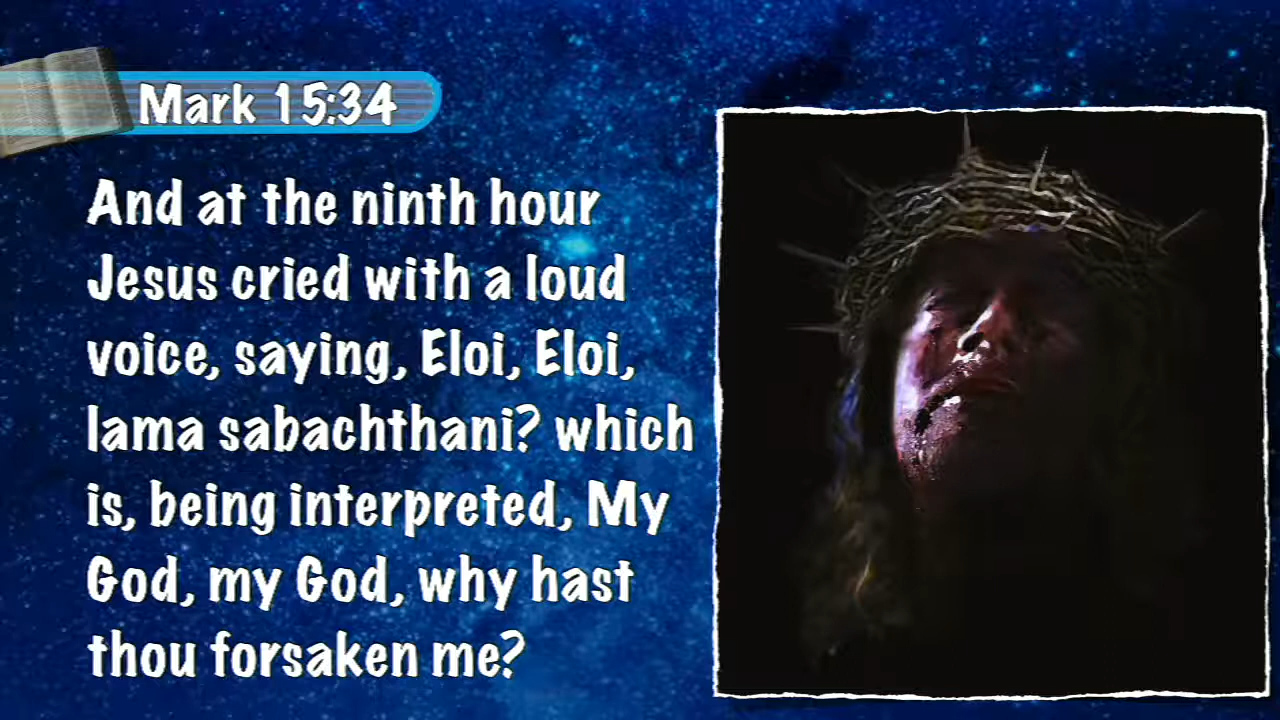 Mark 15:34
And at the ninth hour
Jesus cried with a loud
voice, saying, Eloi, Eloi,
lama sabachthani? which
is, being interpreted, My
God, my God, why hast
thou forsaken me?